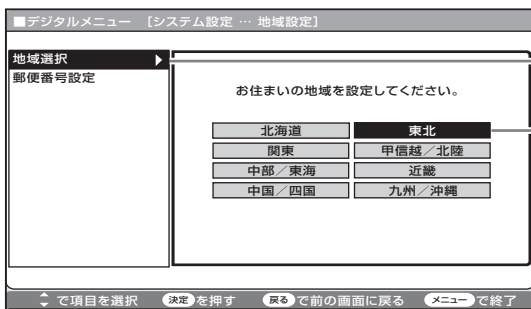 ■デジタルメニュー [システム設定 … 地域設定]
地域選択
郵便番号設定
お住まいの地域を設定してください。
北海道 東北
関東 甲信越／北陸
中部／東海 近畿
中国／四国 九州／沖縄
で項目を選択 決定を押す 戻るで前の画面に戻る メニューで終了